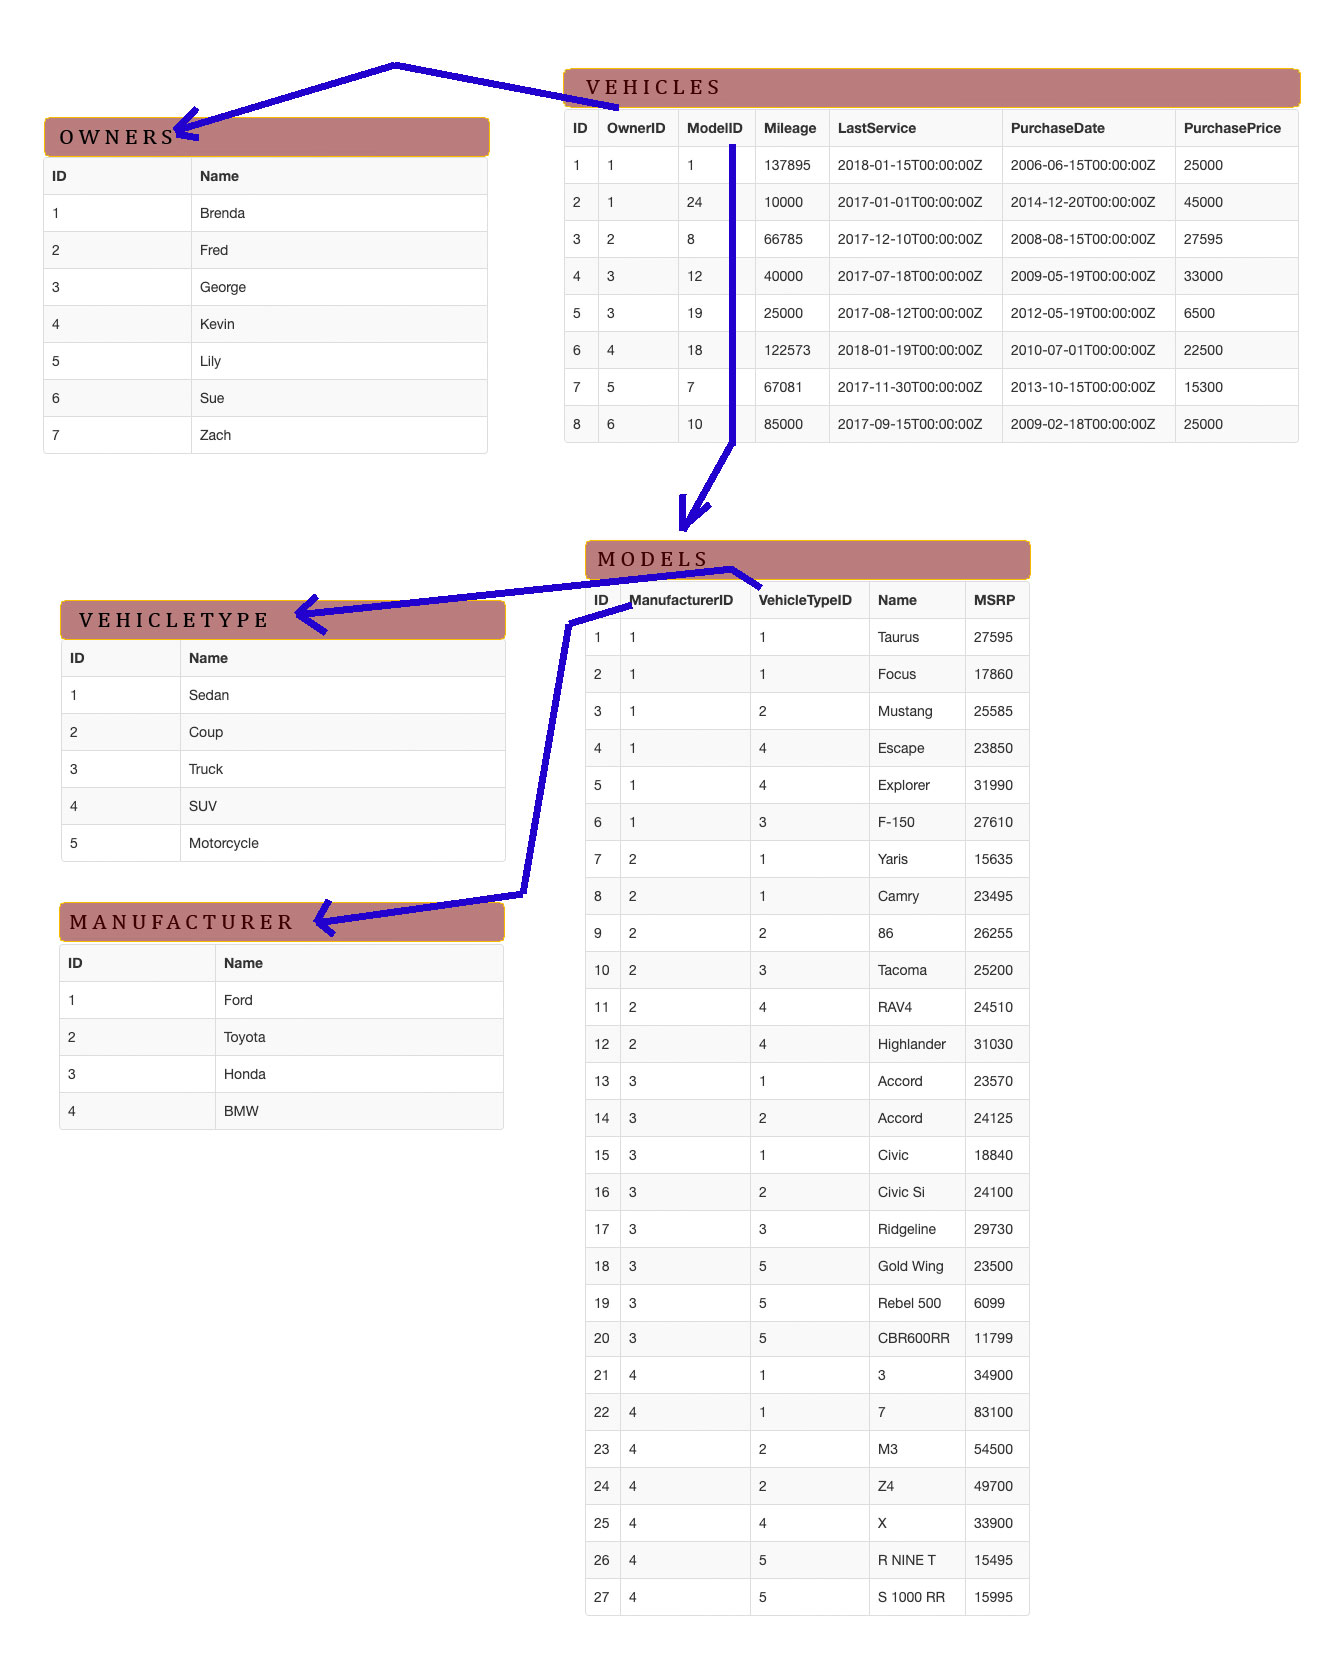 OWNERS
ID Name
1 Brenda
2 Fred
3 George
4 Kevin
5 Lily
6 Sue
7 Zach
VEHICLES
ID OwnerID ModelID Mileage LastService PurchaseDate PurchasePrice
1 1 1 137895 2018-01-15T00:00:00Z 2006-06-15T00:00:00Z 25000
2 1 24 10000 2017-01-01T00:00:00Z 2014-12-20T00:00:00Z 45000
3 2 8 66785 2017-12-10T00:00:00Z 2008-08-15T00:00:00Z 27595
4 3 12 40000 2017-07-18T00:00:00Z 2009-05-19T00:00:00Z 33000
5 3 19 25000 2017-08-12T00:00:00Z 2012-05-19T00:00:00Z 6500
6 4 18 122573 2018-01-19T00:00:00Z 2010-07-01T00:00:00Z 22500
7 5 7 67081 2017-11-30T00:00:00Z 2013-10-15T00:00:00Z 15300
8 6 10 85000 2017-09-15T00:00:00Z 2009-02-18T00:00:00Z 25000
VEHICLETYPE
ID Name
1 Sedan
2 Coup
3 Truck
4 SUV
5 Motorcycle
MANUFACTURER
ID Name
1 Ford
2 Toyota
3 Honda
4 BMW
MODELS
ID ManufacturerID VehicleTypeID Name MSRP
1 1 1 Taurus 27595
2 1 1 Focus 17860
3 1 2 Mustang 25585
4 1 4 Escape 23850
5 1 4 Explorer 31990
6 1 3 F-150 27610
7 2 1 Yaris 15635
8 2 1 Camry 23495
9 2 2 86 26255
10 2 3 Tacoma 25200
11 2 4 RAV4 24510
12 2 4 Highlander 31030
13 3 1 Accord 23570
14 3 2 Accord 24125
15 3 1 Civic 18840
16 3 2 Civic Si 24100
17 3 3 Ridgeline 29730
18 3 5 Gold Wing 23500
19 3 5 Rebel 500 6099
20 3 5 CBR600RR 11799
21 4 1 3 34900
22 4 1 7 83100
23 4 2 M3 54500
24 4 2 Z4 49700
25 4 4 X 33900
26 4 5 R NINE T 15495
27 4 5 S 1000 RR 15995